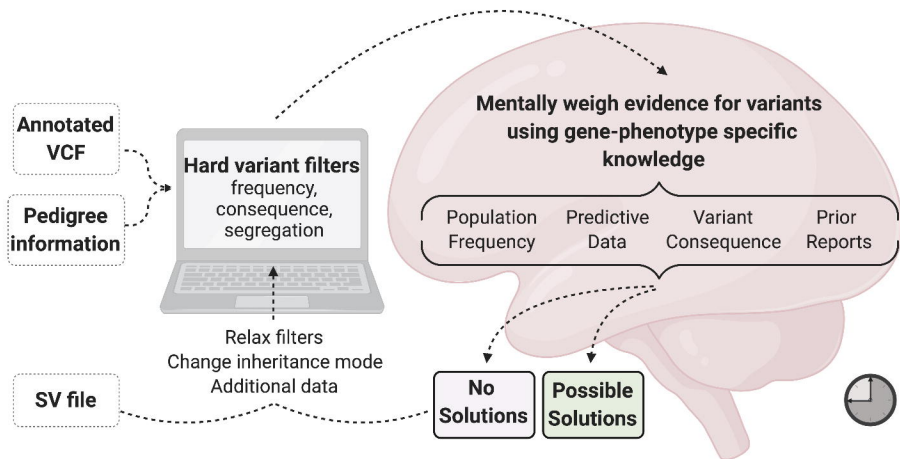 Annotated
VCF
Pedigree
information
Hard variant filters
frequency,
consequence,
segregation
Relax filters
Change inheritance mode
Additional data
SV file
Mentally weigh evidence for variants
using gene-phenotype specific
knowledge
Population
Frequency
Predictive
Data
Variant
Consequence
Prior
Reports
No
Solutions
Possible
Solutions